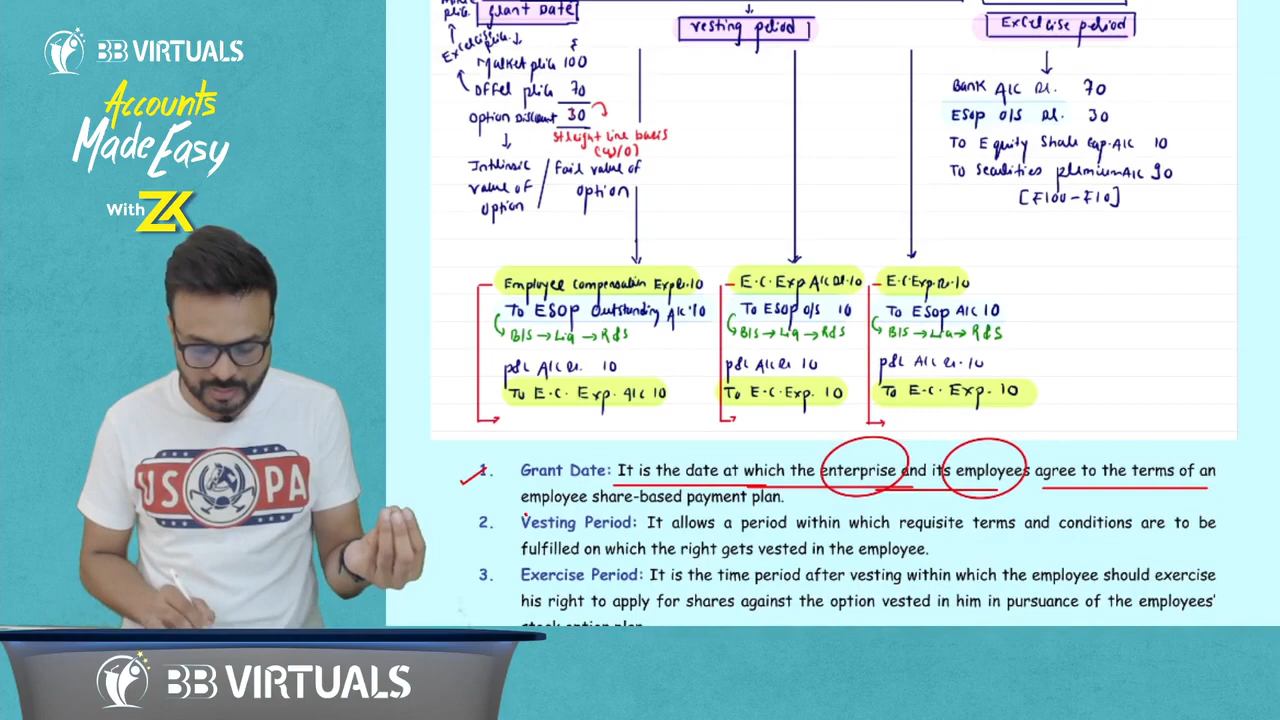 BB VIRTUALS
Accounts
Made Easy
With ZK
USPA
BB VIRTUALS
price
Grant Date
Vesting period
Exercise period
Exercise price
₹
Market price 100
Offer price 70
Option Discount 30
Straight line basis
(w/o)
Intrinsic value of option / Fair value of option
Bank A/C Dr. 70
ESOP O/S Dr. 30
To Equity Share Cap. A/C 10
To Securities premium A/C 90
[₹100 – ₹10]
Employee compensation Exp Dr. 10
To ESOP Outstanding A/C 10
B/S → Liq → R&S
P&L A/C Dr. 10
To E.C. Exp. A/C 10
E.C. Exp A/C Dr. 10
To ESOP O/S 10
B/S → Liq → R&S
P&L A/C Dr 10
To E.C. Exp. 10
E.C. Exp Dr. 10
To ESOP A/C 10
B/S → Liq → R&S
P&L A/C Dr. 10
To E.C. Exp. 10
1. Grant Date: It is the date at which the enterprise and its employees agree to the terms of an
employee share-based payment plan.
2. Vesting Period: It allows a period within which requisite terms and conditions are to be
fulfilled on which the right gets vested in the employee.
3. Exercise Period: It is the time period after vesting within which the employee should exercise
his right to apply for shares against the option vested in him in pursuance of the employees'
stock option plan.